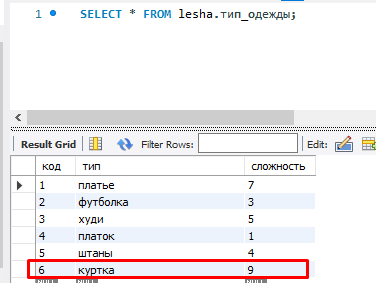 1 SELECT * FROM lesha.тип_одежды;
Result Grid Filter Rows: Edit:
код тип сложность
1 платье 7
2 футболка 3
3 худи 5
4 платок 1
5 штаны 4
6 куртка 9